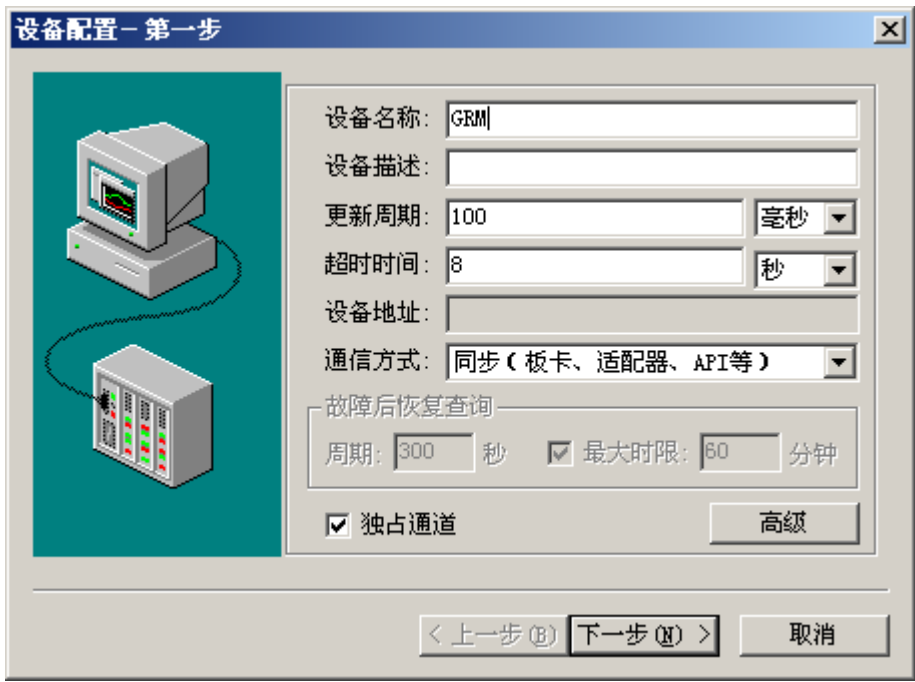 设备配置－第一步
设备名称: GRM
设备描述:
更新周期: 100 毫秒
超时时间: 8 秒
设备地址:
通信方式: 同步（板卡、适配器、API等）
故障后恢复查询
周期: 300 秒 最大时限: 60 分钟
独占通道 高级
< 上一步(B) 下一步(N) > 取消